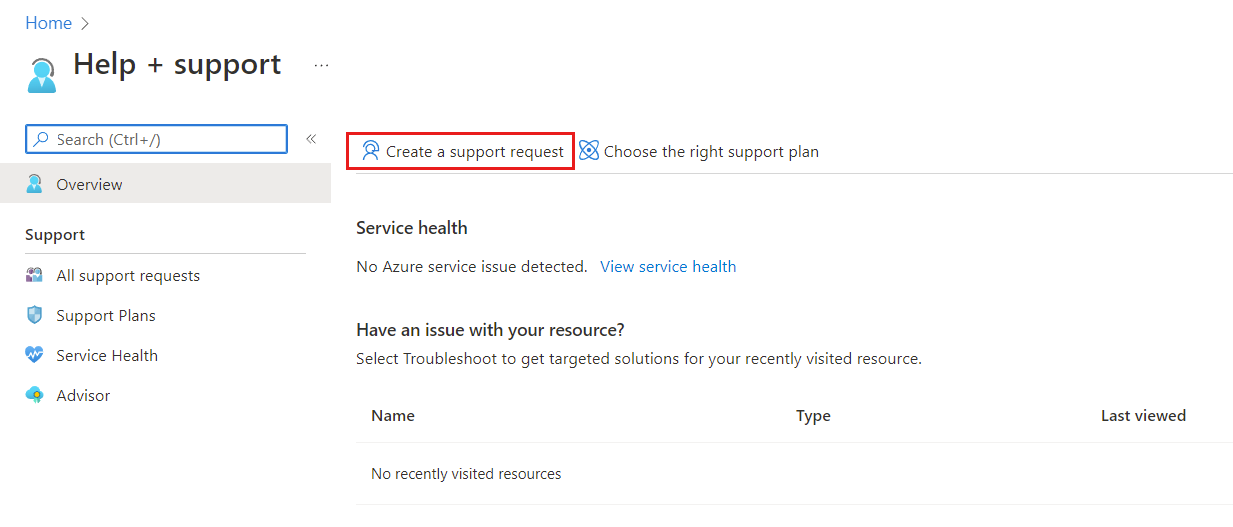 Home
Help + support
Search (Ctrl+/)
Overview
Support
All support requests
Support Plans
Service Health
Advisor
Create a support request Choose the right support plan
Service health
No Azure service issue detected. View service health
Have an issue with your resource?
Select Troubleshoot to get targeted solutions for your recently visited resource.
Name Type Last viewed
No recently visited resources